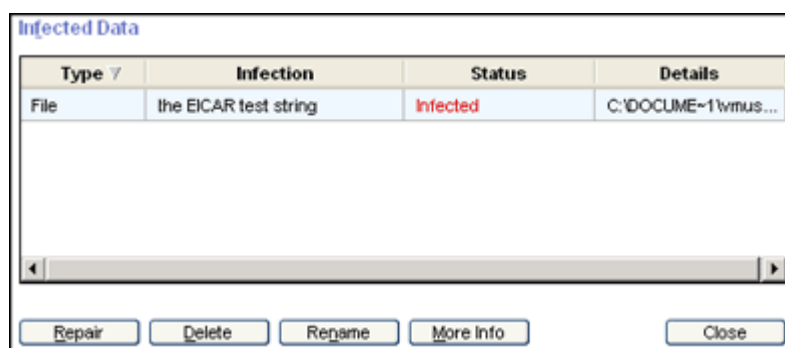 Infected Data
Type Infection Status Details
File the EICAR test string Infected C:\DOCUME~1\vmus...
Repair Delete Rename More Info Close